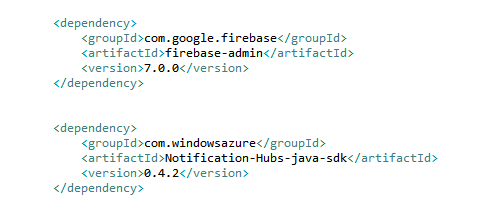 <dependency>
    <groupId>com.google.firebase</groupId>
    <artifactId>firebase-admin</artifactId>
    <version>7.0.0</version>
</dependency>
<dependency>
    <groupId>com.windowsazure</groupId>
    <artifactId>Notification-Hubs-java-sdk</artifactId>
    <version>0.4.2</version>
</dependency>